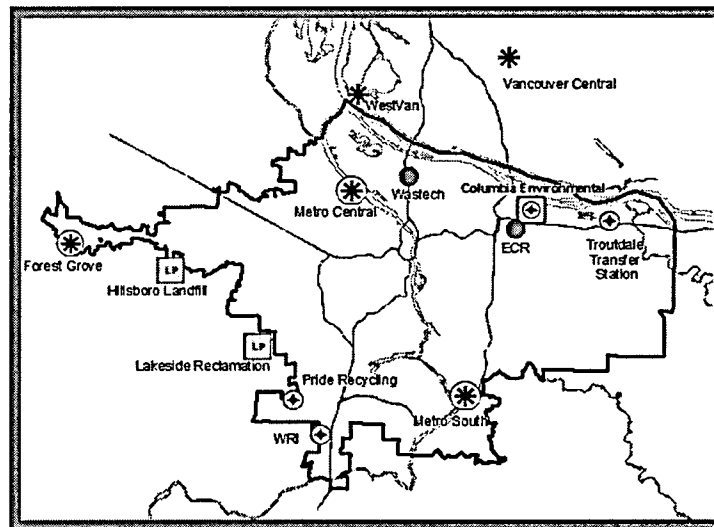 Vancouver Central
WestVan
Wastech
Columbia Environmental
Metro Central
ECR
Troutdale
Transfer
Station
Forest Grove
LP
Hillsboro Landfill
LP
Lakeside Reclamation
Pride Recycling
Metro South
WRI